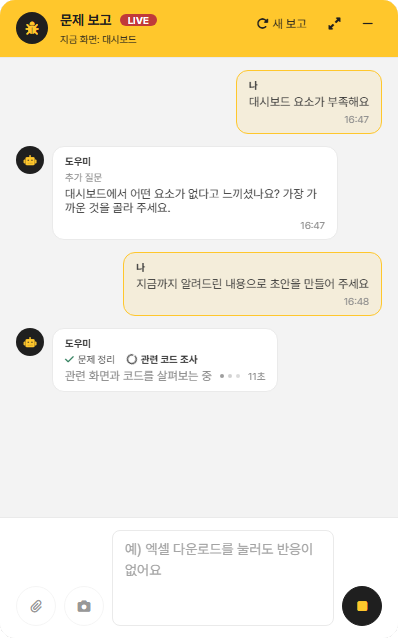 문제 보고 LIVE
새 보고
지금 화면: 대시보드
나
대시보드 요소가 부족해요
16:47
도우미
추가 질문
대시보드에서 어떤 요소가 없다고 느끼셨나요? 가장 가
까운 것을 골라 주세요.
16:47
나
지금까지 알려드린 내용으로 초안을 만들어 주세요
16:48
도우미
문제 정리 관련 코드 조사
관련 화면과 코드를 살펴보는 중 11초
예) 엑셀 다운로드를 눌러도 반응이
없어요